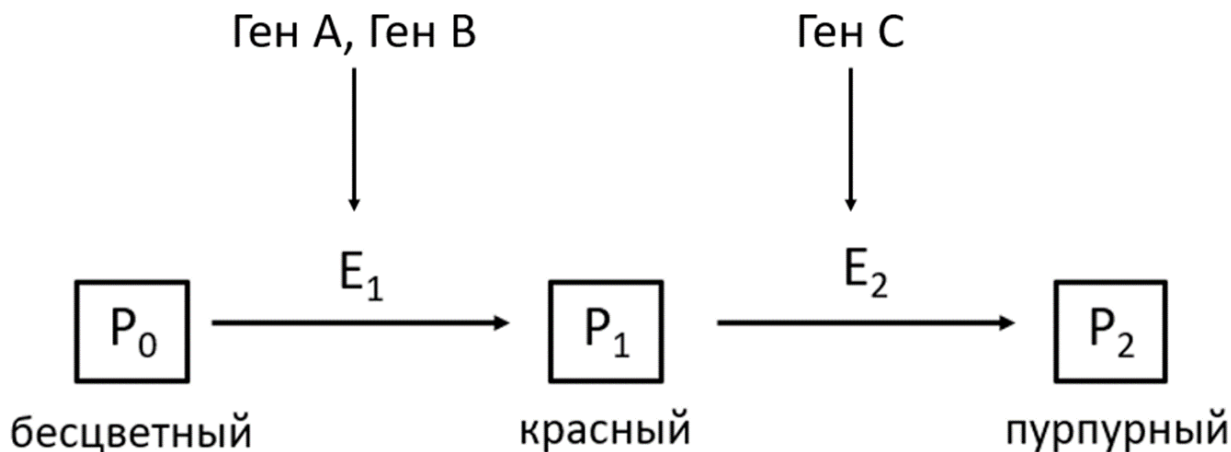 Ген А, Ген В Ген С
E₁ E₂
P₀ P₁ P₂
бесцветный красный пурпурный